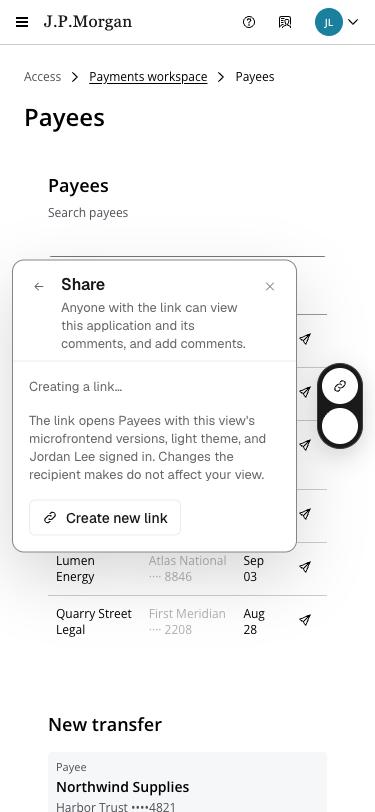 J.P.Morgan
JL
Access
Payments workspace
Payees
Payees
Payees
Search payees
Share
Anyone with the link can view
this application and its
comments, and add comments.
Creating a link…
The link opens Payees with this view's
microfrontend versions, light theme, and
Jordan Lee signed in. Changes the
recipient makes do not affect your view.
Create new link
Lumen Atlas National Sep
Energy ···· 8846 03
Quarry Street First Meridian Aug
Legal ···· 2208 28
New transfer
Payee
Northwind Supplies
Harbor Trust ••••4821